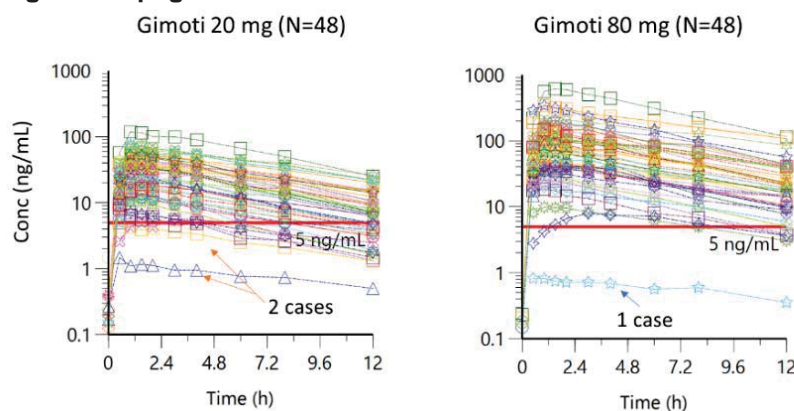 Gimoti 20 mg (N=48)
Gimoti 80 mg (N=48)
Conc (ng/mL)
1000
100
10
1
0.1
5 ng/mL
2 cases
0 2.4 4.8 7.2 9.6 12
Time (h)
1000
100
10
1
0.1
5 ng/mL
1 case
0 2.4 4.8 7.2 9.6 12
Time (h)